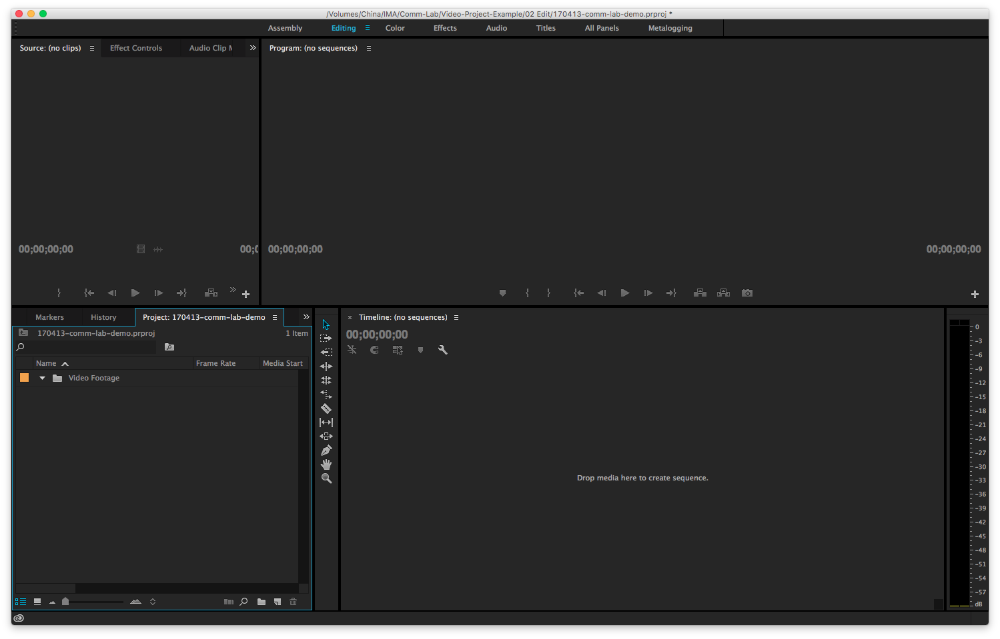 /Volumes/China/IMA/Comm-Lab/Video-Project-Example/02 Edit/170413-comm-lab-demo.prproj *
Assembly Editing Color Effects Audio Titles All Panels Metalogging
Source: (no clips) Effect Controls Audio Clip M
Program: (no sequences)
00;00;00;00 00;0
00;00;00;00 00;00;00;00
Markers History Project: 170413-comm-lab-demo
170413-comm-lab-demo.prproj 1 Item
Name Frame Rate Media Start
Video Footage
× Timeline: (no sequences)
00;00;00;00
Drop media here to create sequence.
0
-3
-6
-9
-12
-15
-18
-21
-24
-27
-30
-33
-36
-39
-42
-45
-48
-51
-54
-57
dB